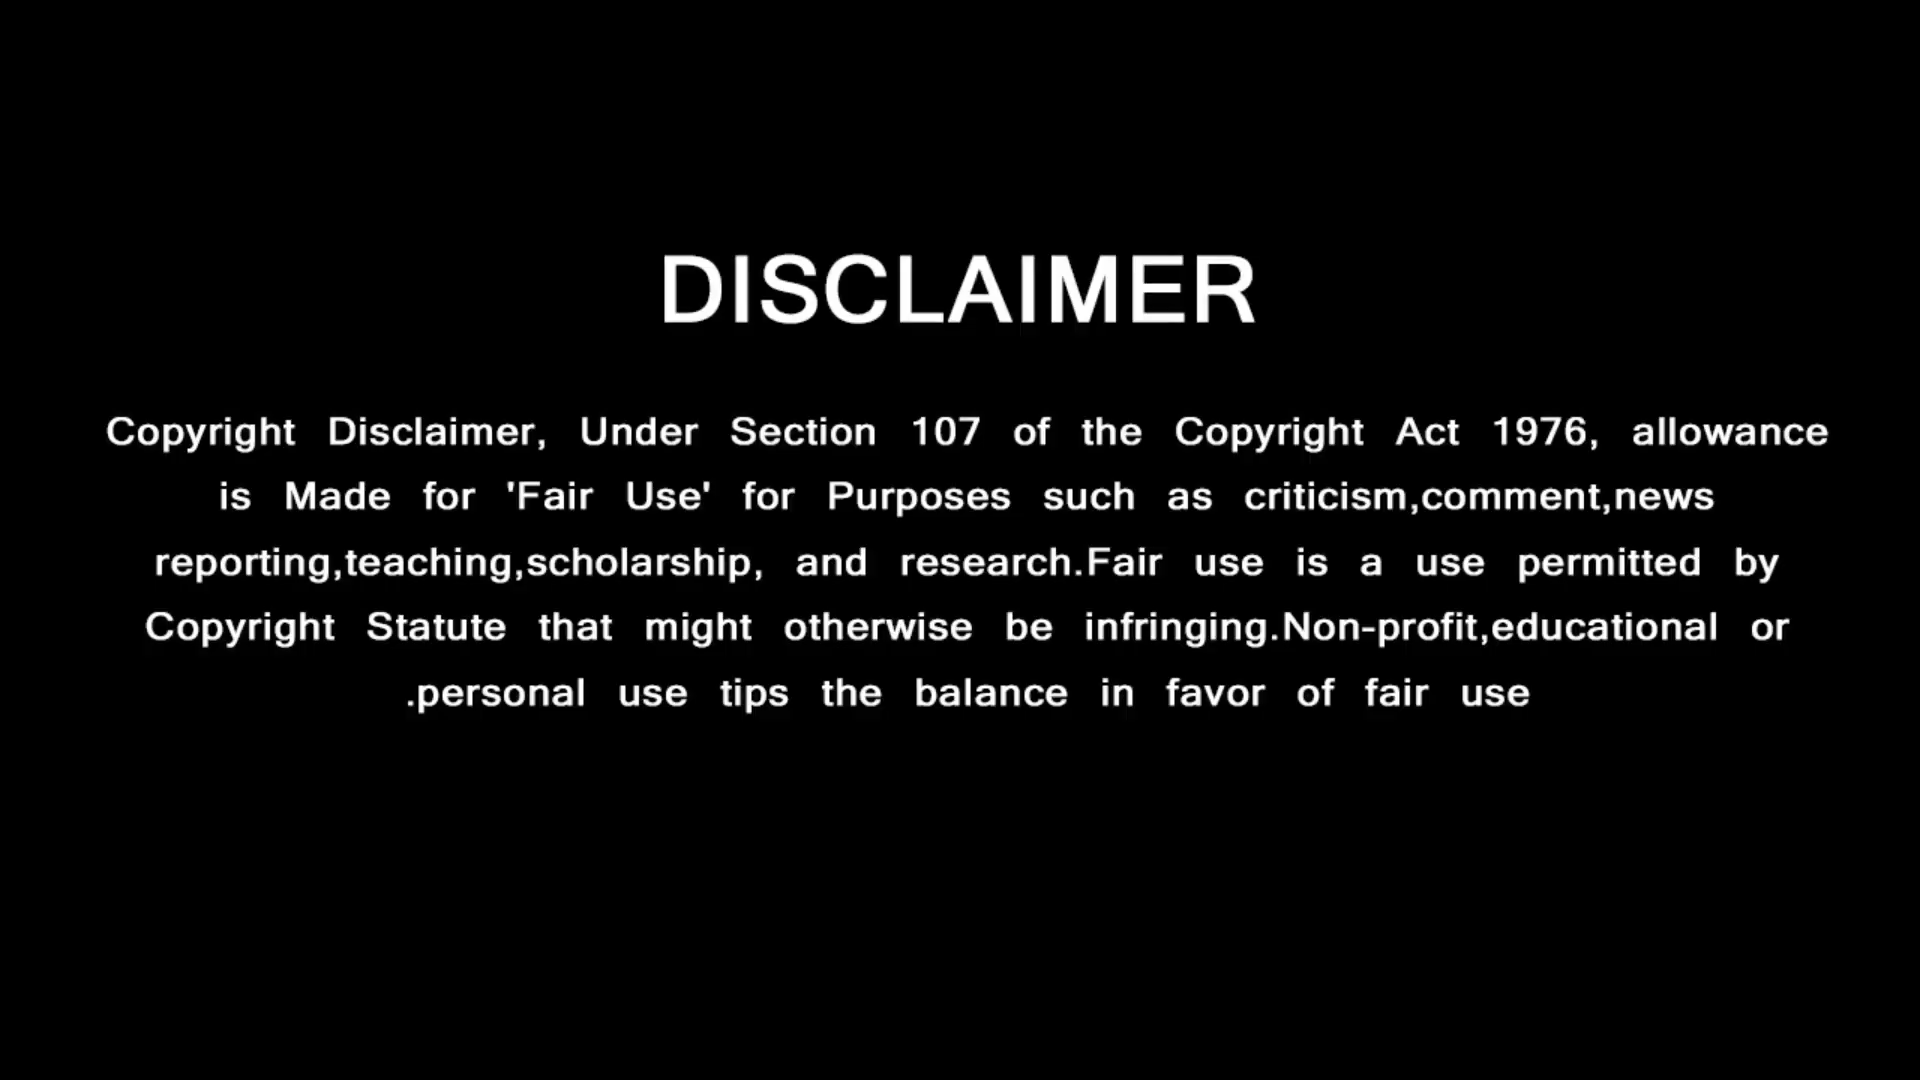 DISCLAIMER
Copyright Disclaimer, Under Section 107 of the Copyright Act 1976, allowance
is Made for 'Fair Use' for Purposes such as criticism,comment,news
reporting,teaching,scholarship, and research.Fair use is a use permitted by
Copyright Statute that might otherwise be infringing.Non-profit,educational or
.personal use tips the balance in favor of fair use